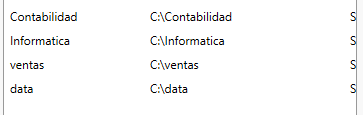 Contabilidad C:\Contabilidad S
Informatica C:\Informatica S
ventas C:\ventas S
data C:\data S